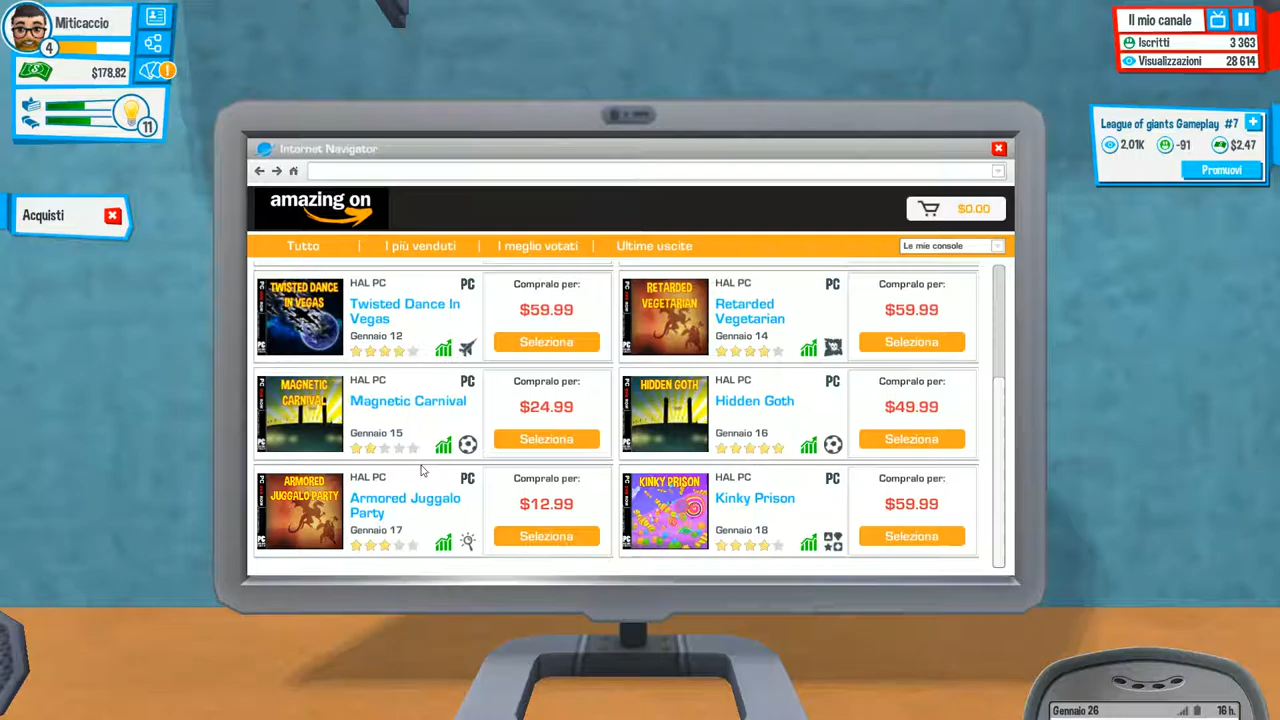 Miticaccio
4
$178.82
11
Acquisti
Il mio canale
Iscritti 3 363
Visualizzazioni 28 614
League of giants Gameplay #7
2.01K -91 $2.47
Promuovi
Internet Navigator
amazing on
$0.00
Tutto | I più venduti | I meglio votati | Ultime uscite
Le mie console
TWISTED DANCE IN VEGAS
HAL PC PC
Twisted Dance In Vegas
Gennaio 12
Compralo per:
$59.99
Seleziona
RETARDED VEGETARIAN
HAL PC PC
Retarded Vegetarian
Gennaio 14
Compralo per:
$59.99
Seleziona
MAGNETIC CARNIVAL
HAL PC PC
Magnetic Carnival
Gennaio 15
Compralo per:
$24.99
Seleziona
HIDDEN GOTH
HAL PC PC
Hidden Goth
Gennaio 16
Compralo per:
$49.99
Seleziona
ARMORED JUGGALO PARTY
HAL PC PC
Armored Juggalo Party
Gennaio 17
Compralo per:
$12.99
Seleziona
KINKY PRISON
HAL PC PC
Kinky Prison
Gennaio 18
Compralo per:
$59.99
Seleziona
Gennaio 26 16 h.